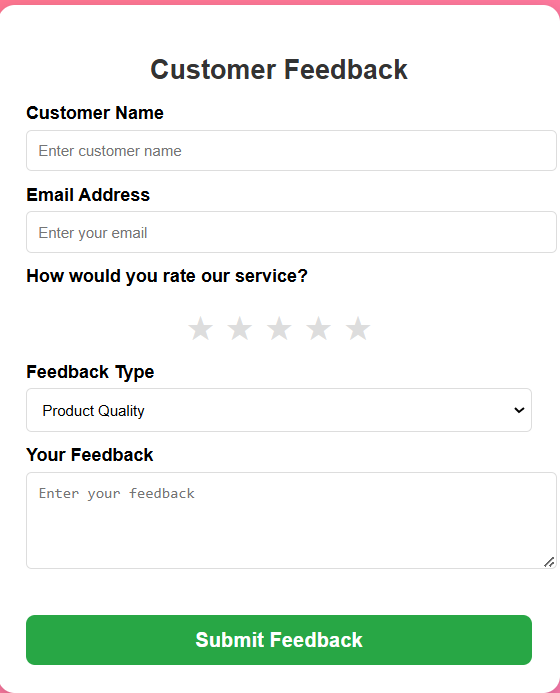 Customer Feedback
Customer Name
Enter customer name
Email Address
Enter your email
How would you rate our service?
★ ★ ★ ★ ★
Feedback Type
Product Quality
Your Feedback
Enter your feedback
Submit Feedback